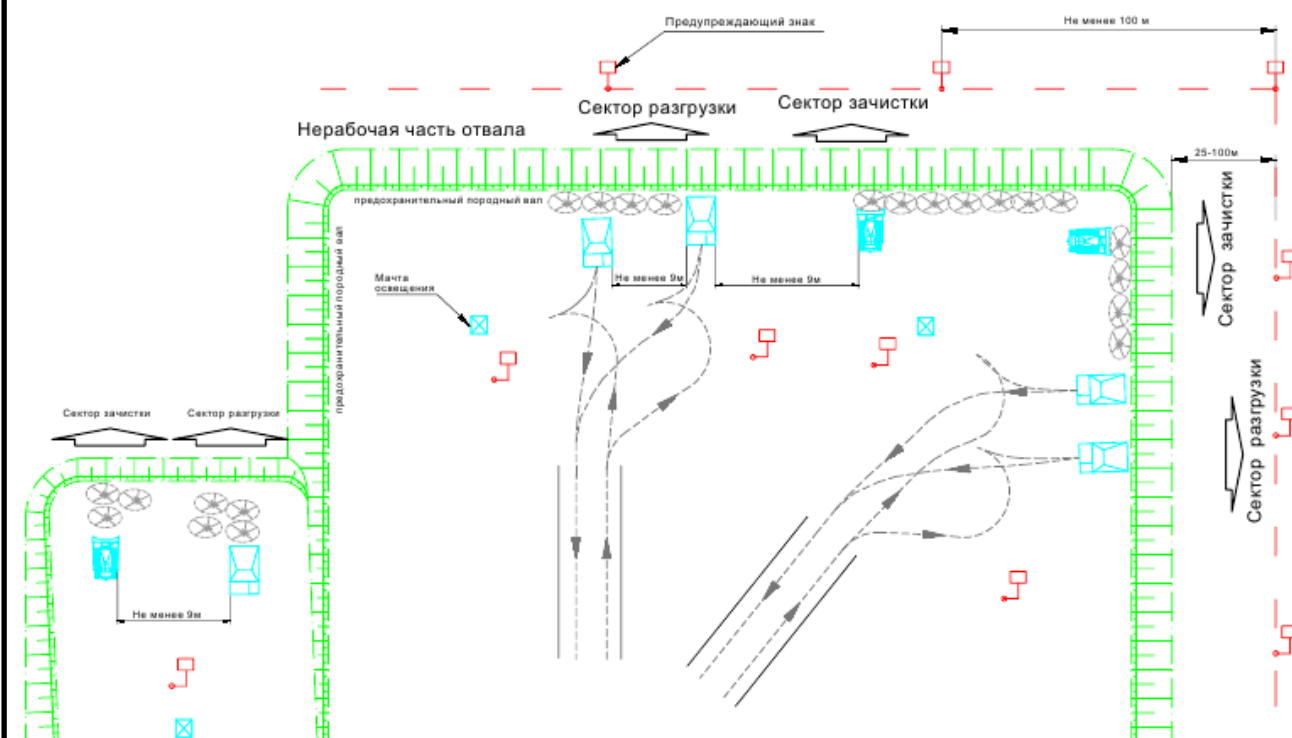 Предупреждающий знак
Не менее 100 м
Сектор разгрузки
Сектор зачистки
Нерабочая часть отвала
25-100м
предохранительный породный вал
предохранительный породный вал
Мачта
освещения
Не менее 9м
Не менее 9м
Сектор зачистки
Сектор разгрузки
Сектор зачистки
Сектор разгрузки
Не менее 9м